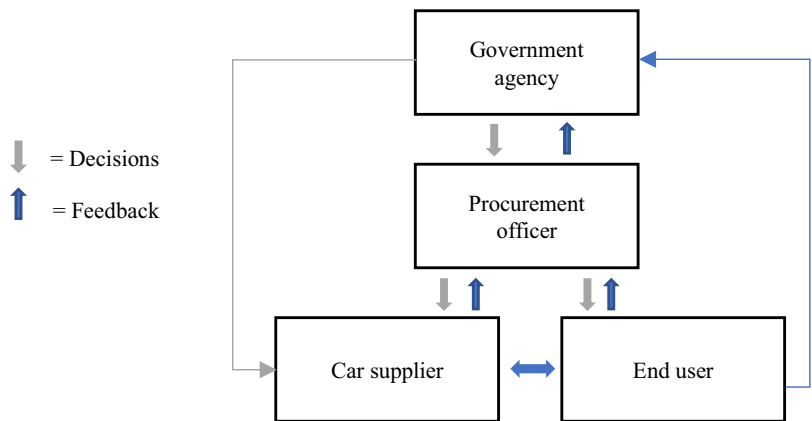 Government
agency
= Decisions
= Feedback
Procurement
officer
Car supplier
End user